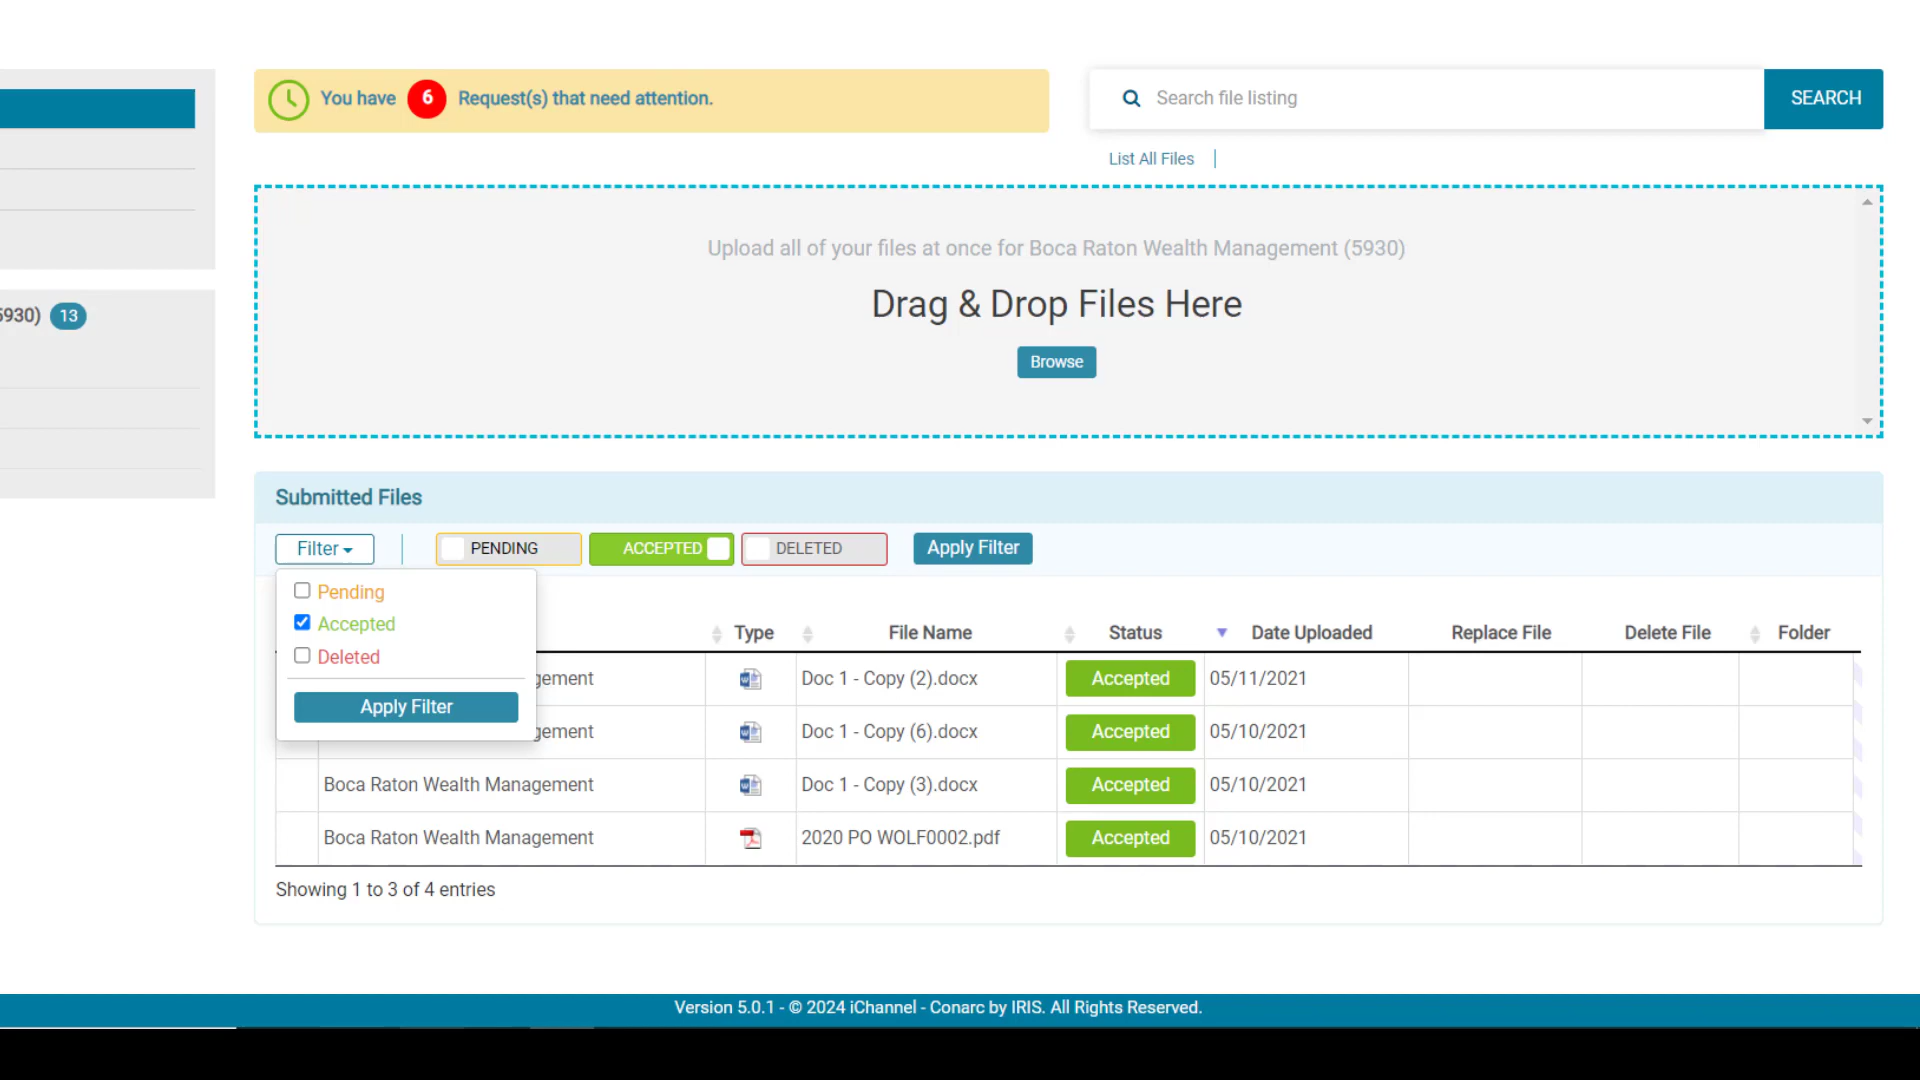 You have 6 Request(s) that need attention.
Search file listing
SEARCH
List All Files
Upload all of your files at once for Boca Raton Wealth Management (5930)
Drag & Drop Files Here
Browse
5930) 13
Submitted Files
Filter PENDING ACCEPTED DELETED Apply Filter
Pending
Accepted
Deleted
Apply Filter
Type File Name Status Date Uploaded Replace File Delete File Folder
gement Doc 1 - Copy (2).docx Accepted 05/11/2021
gement Doc 1 - Copy (6).docx Accepted 05/10/2021
Boca Raton Wealth Management Doc 1 - Copy (3).docx Accepted 05/10/2021
Boca Raton Wealth Management 2020 PO WOLF0002.pdf Accepted 05/10/2021
Showing 1 to 3 of 4 entries
Version 5.0.1 - © 2024 iChannel - Conarc by IRIS. All Rights Reserved.